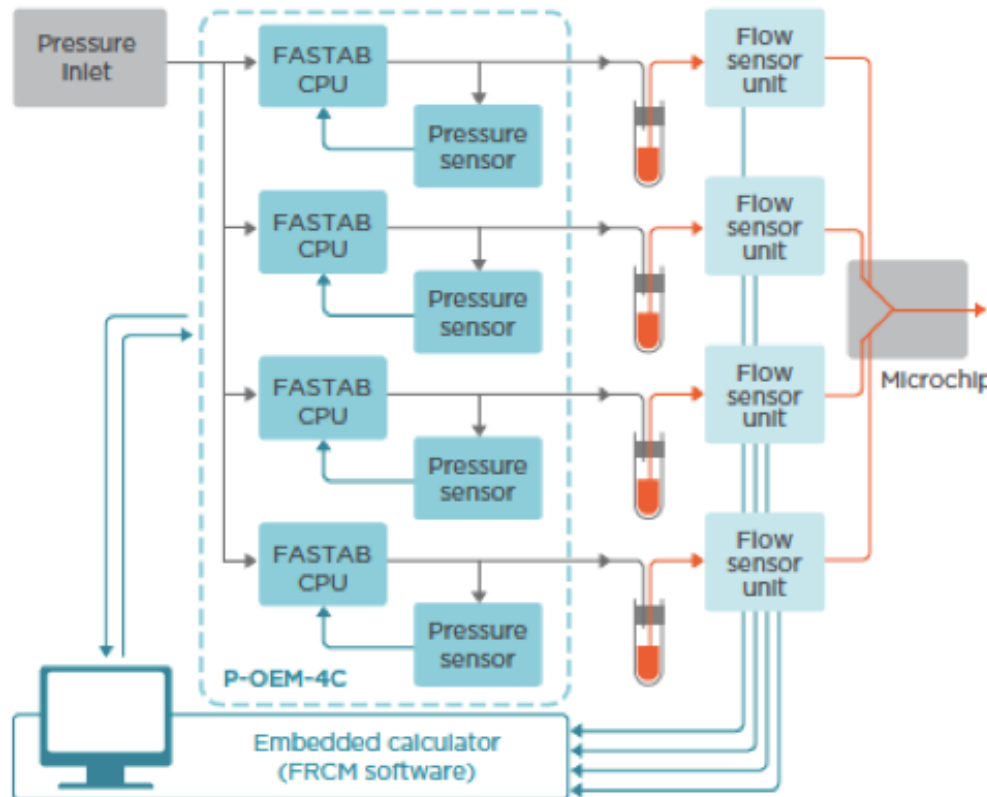 Pressure
Inlet
FASTAB
CPU
Pressure
sensor
Flow
sensor
unit
FASTAB
CPU
Pressure
sensor
Flow
sensor
unit
FASTAB
CPU
Pressure
sensor
Flow
sensor
unit
Microchip
FASTAB
CPU
Pressure
sensor
Flow
sensor
unit
P-OEM-4C
Embedded calculator
(FRCM software)